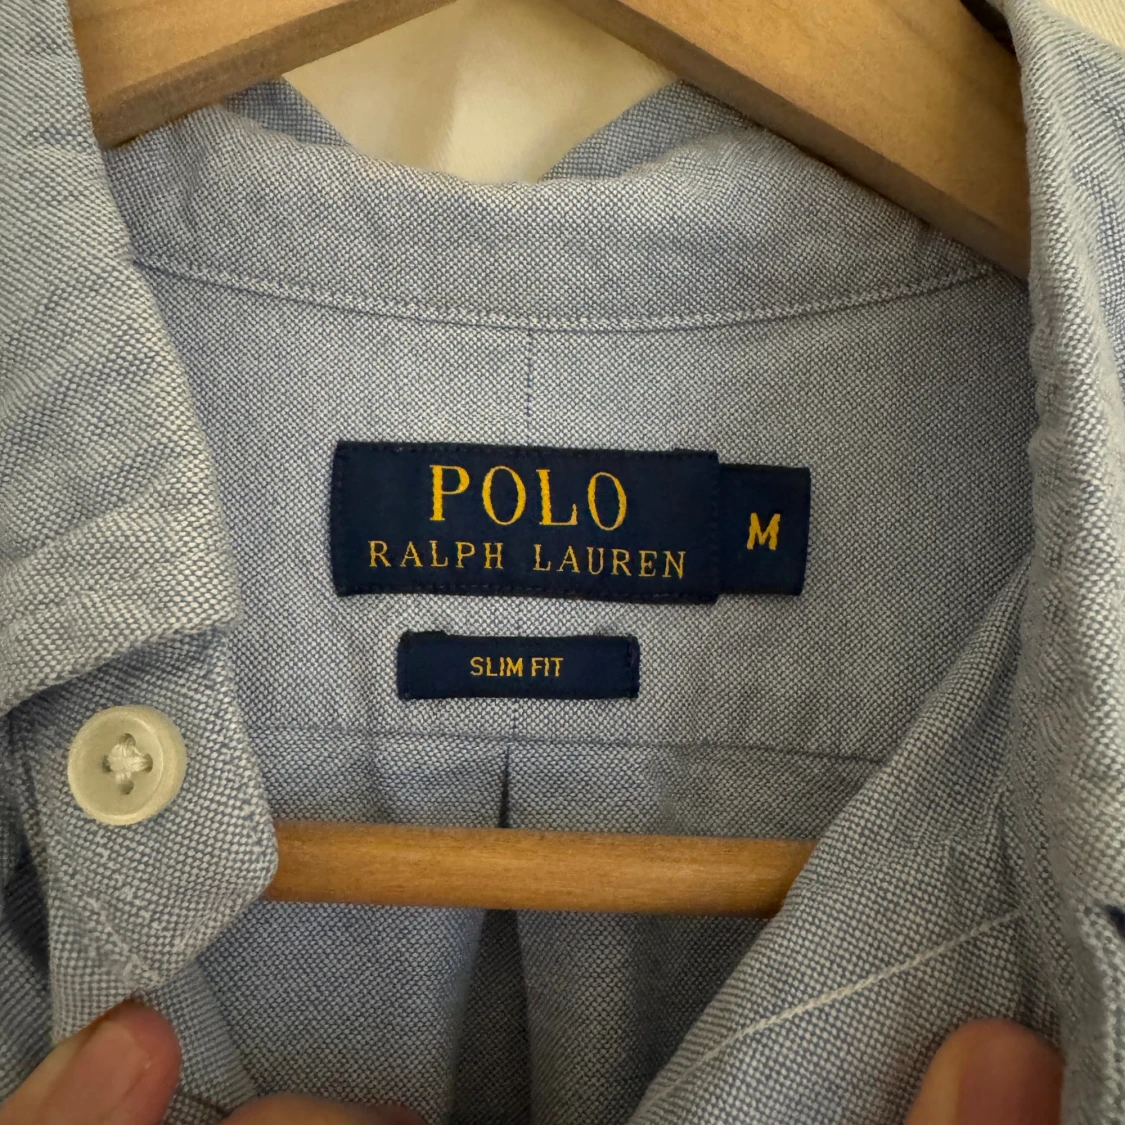 POLO
RALPH LAUREN
M
SLIM FIT